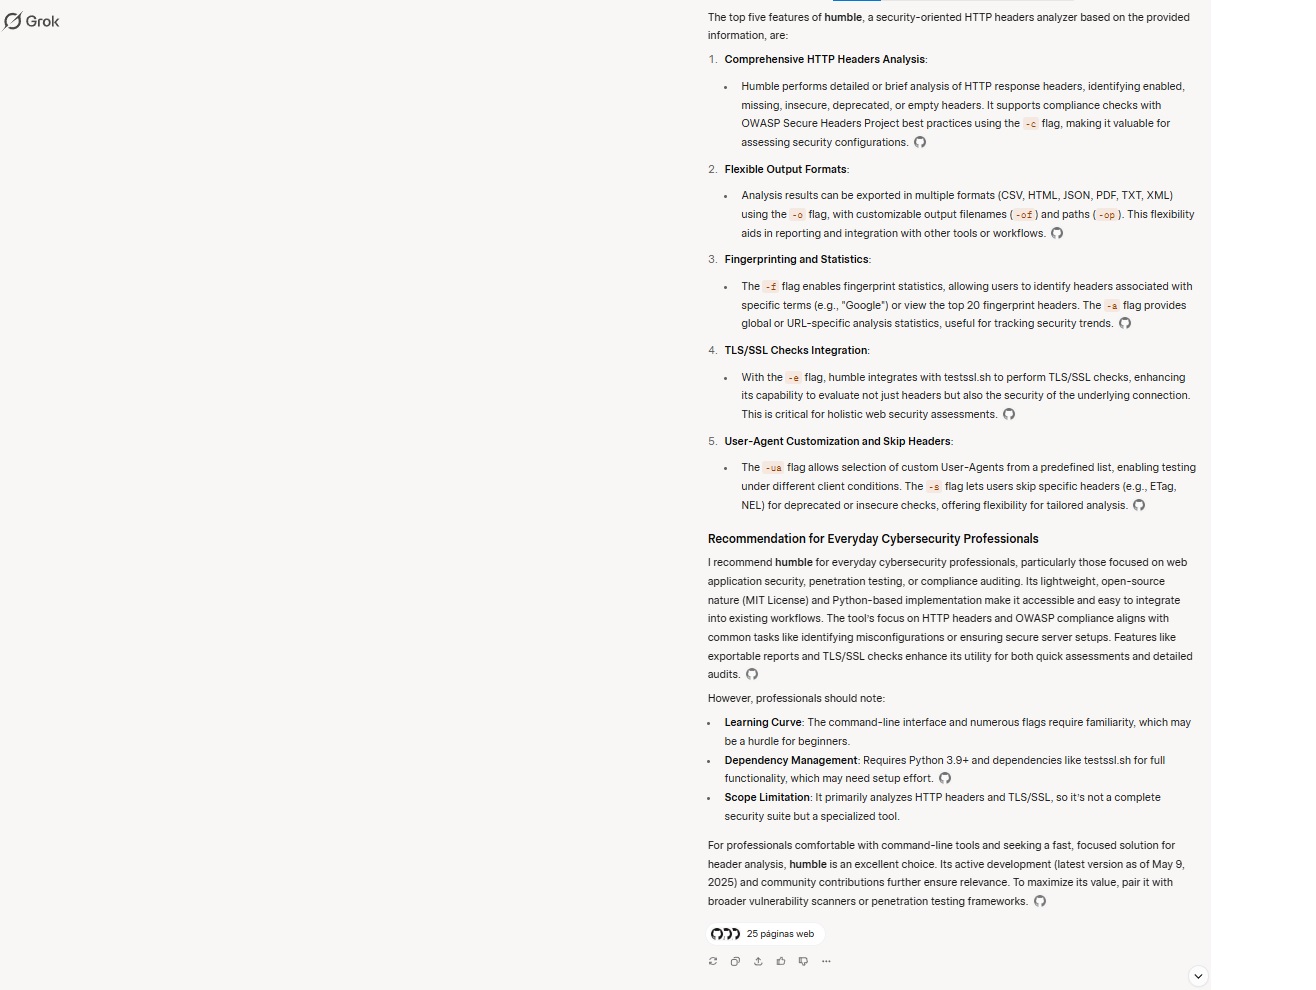 Grok
The top five features of humble, a security-oriented HTTP headers analyzer based on the provided
information, are:
1. Comprehensive HTTP Headers Analysis:
• Humble performs detailed or brief analysis of HTTP response headers, identifying enabled,
missing, insecure, deprecated, or empty headers. It supports compliance checks with
OWASP Secure Headers Project best practices using the -c flag, making it valuable for
assessing security configurations.
2. Flexible Output Formats:
• Analysis results can be exported in multiple formats (CSV, HTML, JSON, PDF, TXT, XML)
using the -o flag, with customizable output filenames (-of) and paths (-op). This flexibility
aids in reporting and integration with other tools or workflows.
3. Fingerprinting and Statistics:
• The -f flag enables fingerprint statistics, allowing users to identify headers associated with
specific terms (e.g., "Google") or view the top 20 fingerprint headers. The -a flag provides
global or URL-specific analysis statistics, useful for tracking security trends.
4. TLS/SSL Checks Integration:
• With the -e flag, humble integrates with testssl.sh to perform TLS/SSL checks, enhancing
its capability to evaluate not just headers but also the security of the underlying connection.
This is critical for holistic web security assessments.
5. User-Agent Customization and Skip Headers:
• The -ua flag allows selection of custom User-Agents from a predefined list, enabling testing
under different client conditions. The -s flag lets users skip specific headers (e.g., ETag,
NEL) for deprecated or insecure checks, offering flexibility for tailored analysis.
Recommendation for Everyday Cybersecurity Professionals
I recommend humble for everyday cybersecurity professionals, particularly those focused on web
application security, penetration testing, or compliance auditing. Its lightweight, open-source
nature (MIT License) and Python-based implementation make it accessible and easy to integrate
into existing workflows. The tool's focus on HTTP headers and OWASP compliance aligns with
common tasks like identifying misconfigurations or ensuring secure server setups. Features like
exportable reports and TLS/SSL checks enhance its utility for both quick assessments and detailed
audits.
However, professionals should note:
• Learning Curve: The command-line interface and numerous flags require familiarity, which may
be a hurdle for beginners.
• Dependency Management: Requires Python 3.9+ and dependencies like testssl.sh for full
functionality, which may need setup effort.
• Scope Limitation: It primarily analyzes HTTP headers and TLS/SSL, so it's not a complete
security suite but a specialized tool.
For professionals comfortable with command-line tools and seeking a fast, focused solution for
header analysis, humble is an excellent choice. Its active development (latest version as of May 9,
2025) and community contributions further ensure relevance. To maximize its value, pair it with
broader vulnerability scanners or penetration testing frameworks.
25 páginas web